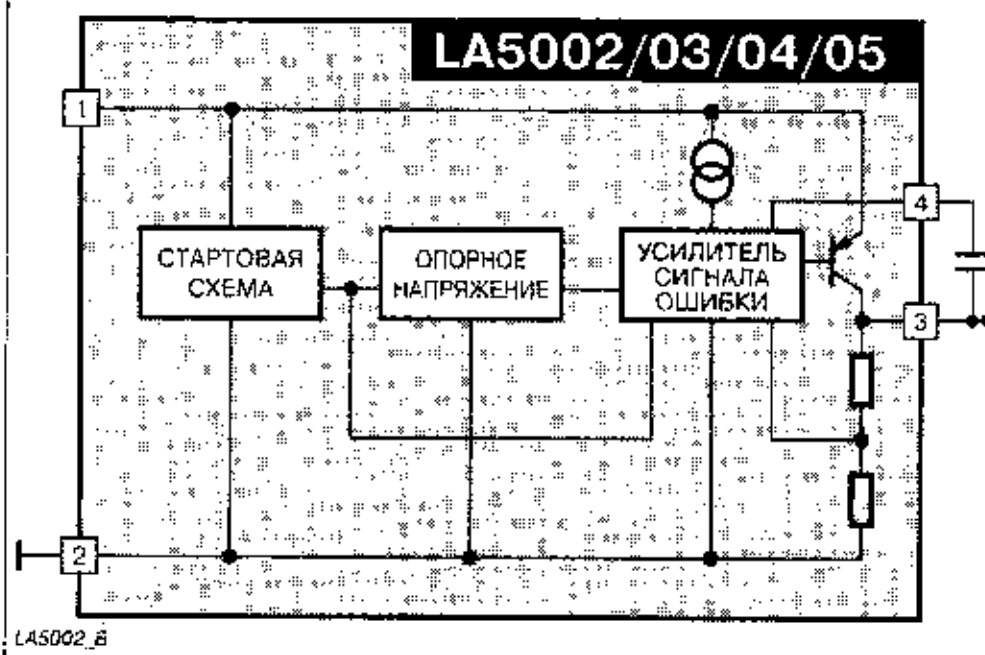 LA5002/03/04/05
1
4
СТАРТОВАЯ
СХЕМА
ОПОРНОЕ
НАПРЯЖЕНИЕ
УСИЛИТЕЛЬ
СИГНАЛА
ОШИБКИ
3
2
LA5002_B